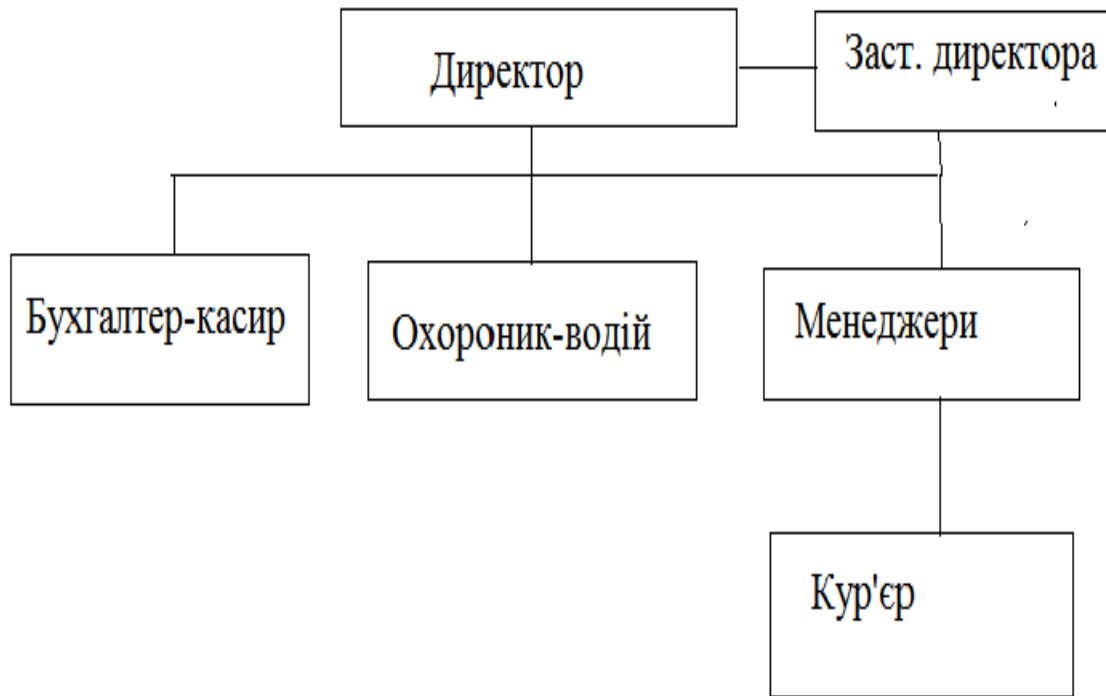 Директор
Заст. директора
Бухгалтер-касир
Охороник-водій
Менеджери
Кур'єр